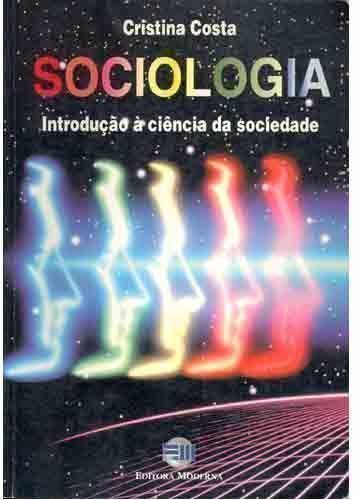 Cristina Costa
SOCIOLOGIA
Introdução à ciência da sociedade
EDITORA MODERNA